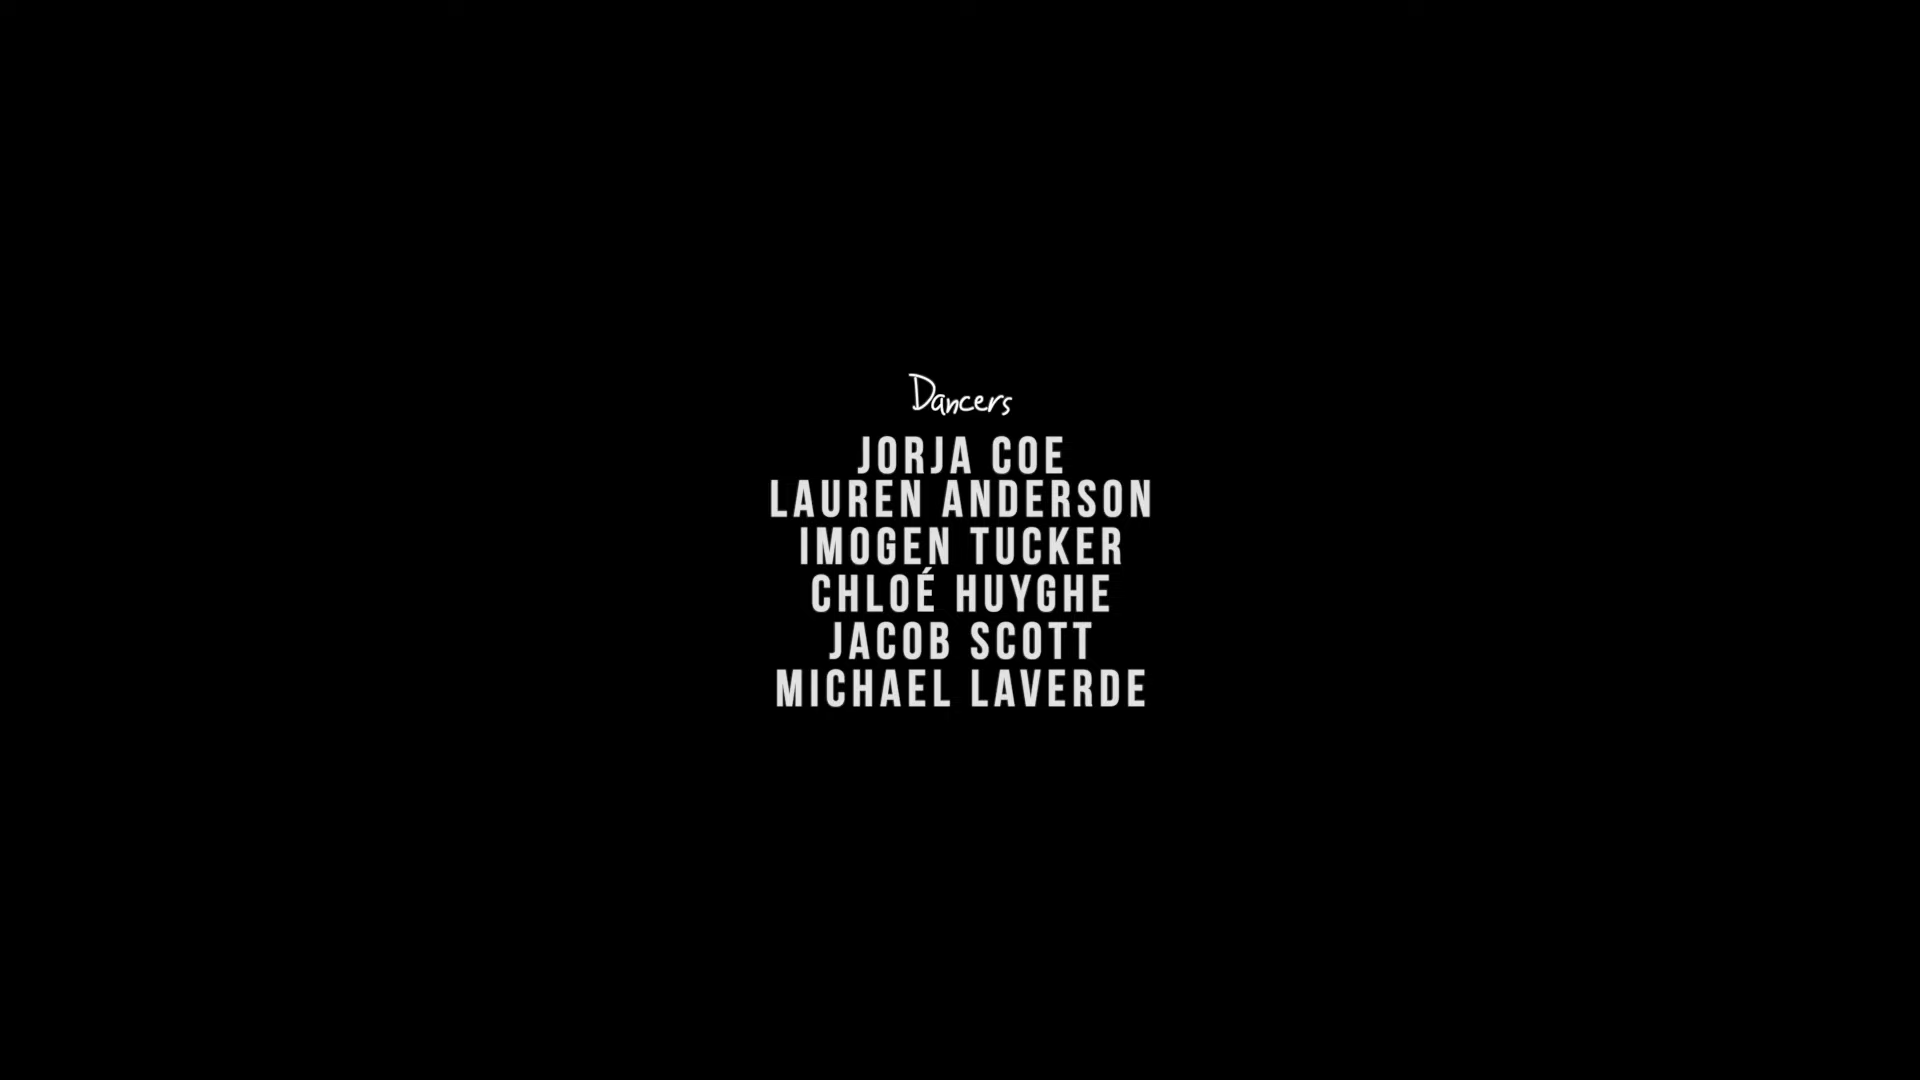 Dancers
JORJA COE
LAUREN ANDERSON
IMOGEN TUCKER
CHLOÉ HUYGHE
JACOB SCOTT
MICHAEL LAVERDE